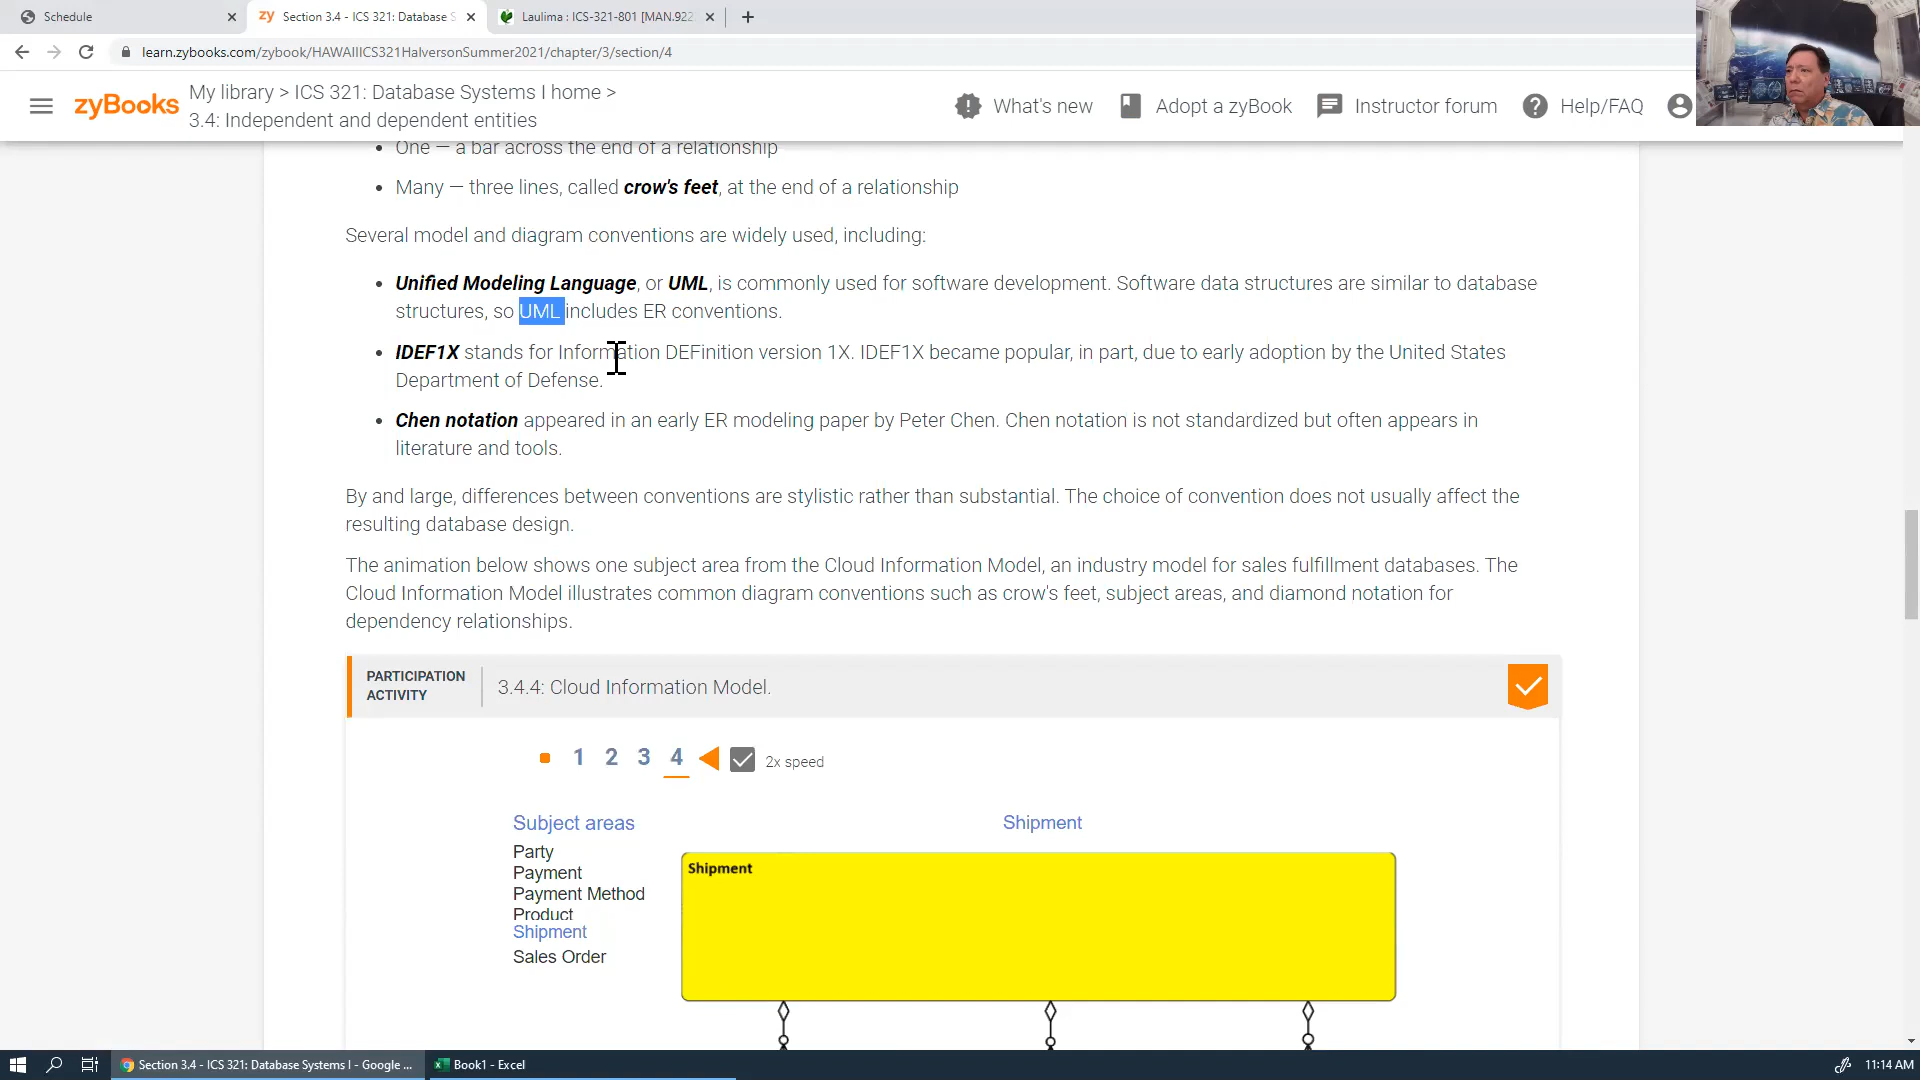 Schedule
zy Section 3.4 - ICS 321: Database S
Laulima : ICS-321-801 [MAN.922
learn.zybooks.com/zybook/HAWAIIICS321HalversonSummer2021/chapter/3/section/4
zyBooks
My library > ICS 321: Database Systems I home >
3.4: Independent and dependent entities
What's new
Adopt a zyBook
Instructor forum
Help/FAQ
• One — a bar across the end of a relationship
• Many — three lines, called crow's feet, at the end of a relationship
Several model and diagram conventions are widely used, including:
• Unified Modeling Language, or UML, is commonly used for software development. Software data structures are similar to database
structures, so UML includes ER conventions.
• IDEF1X stands for Information DEFinition version 1X. IDEF1X became popular, in part, due to early adoption by the United States
Department of Defense.
• Chen notation appeared in an early ER modeling paper by Peter Chen. Chen notation is not standardized but often appears in
literature and tools.
By and large, differences between conventions are stylistic rather than substantial. The choice of convention does not usually affect the
resulting database design.
The animation below shows one subject area from the Cloud Information Model, an industry model for sales fulfillment databases. The
Cloud Information Model illustrates common diagram conventions such as crow's feet, subject areas, and diamond notation for
dependency relationships.
PARTICIPATION
ACTIVITY
3.4.4: Cloud Information Model.
1 2 3 4 2x speed
Subject areas
Party
Payment
Payment Method
Product
Shipment
Sales Order
Shipment
Shipment
Section 3.4 - ICS 321: Database Systems I - Google ...
Book1 - Excel
11:14 AM